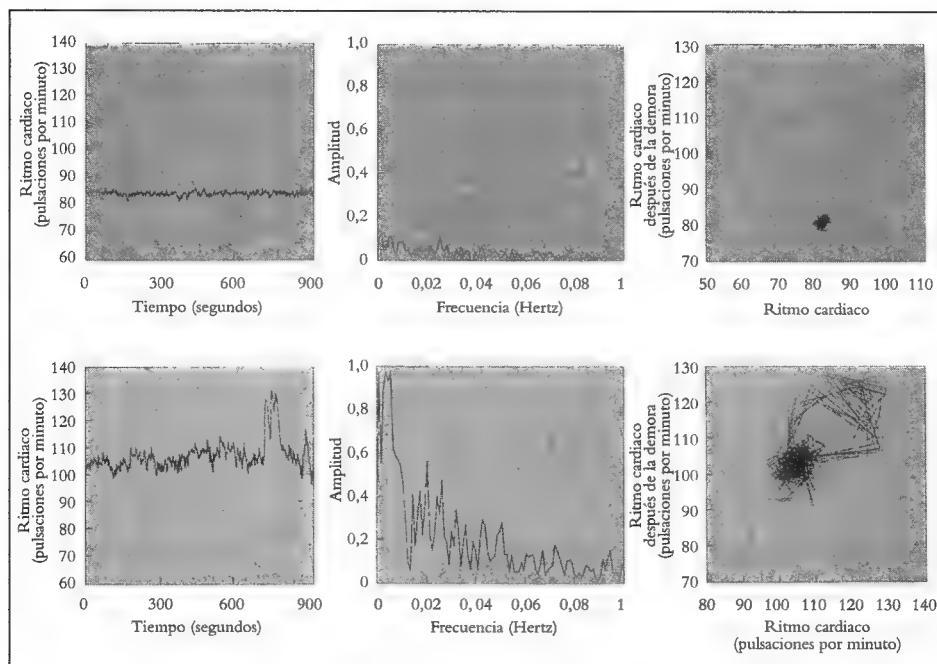 Ritmo cardiaco
(pulsaciones por minuto)
140
130
120
110
100
90
80
70
60
0 300 600 900
Tiempo (segundos)
Amplitud
1,0
0,8
0,6
0,4
0,2
0
0 0,02 0,04 0,06 0,08 1
Frecuencia (Hertz)
Ritmo cardiaco
después de la demora
(pulsaciones por minuto)
130
120
110
100
90
80
70
50 60 70 80 90 100 110
Ritmo cardiaco
Ritmo cardiaco
(pulsaciones por minuto)
140
130
120
110
100
90
80
70
60
0 300 600 900
Tiempo (segundos)
Amplitud
1,0
0,8
0,6
0,4
0,2
0
0 0,02 0,04 0,06 0,08 1
Frecuencia (Hertz)
Ritmo cardiaco
después de la demora
(pulsaciones por minuto)
130
120
110
100
90
80
70
80 90 100 110 120 130 140
Ritmo cardiaco
(pulsaciones por minuto)